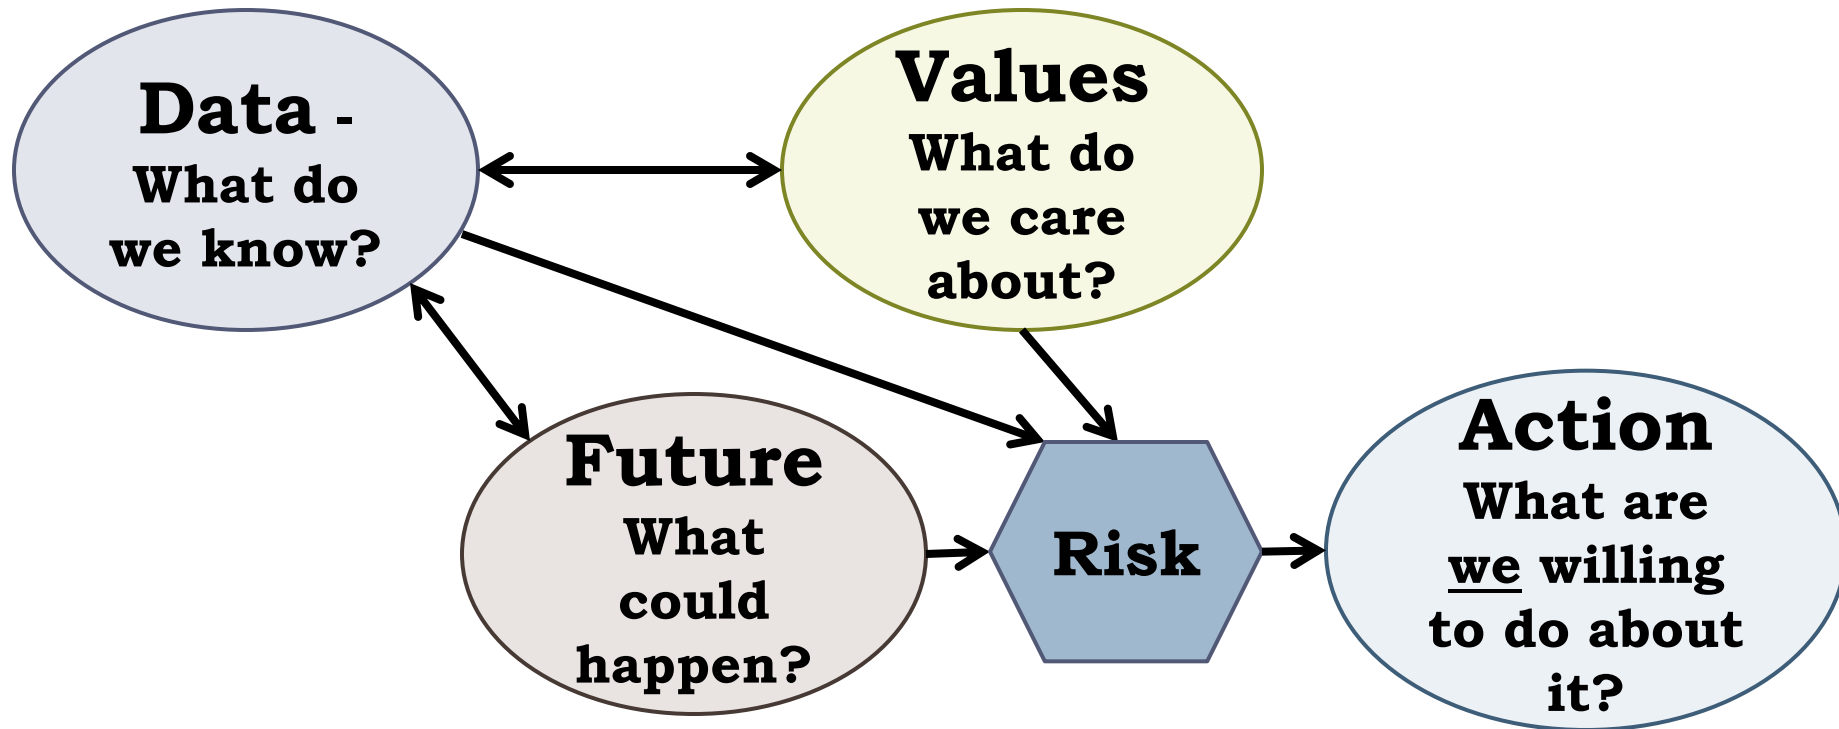 Data -
What do
we know?
Values
What do
we care
about?
Future
What
could
happen?
Risk
Action
What are
we willing
to do about
it?